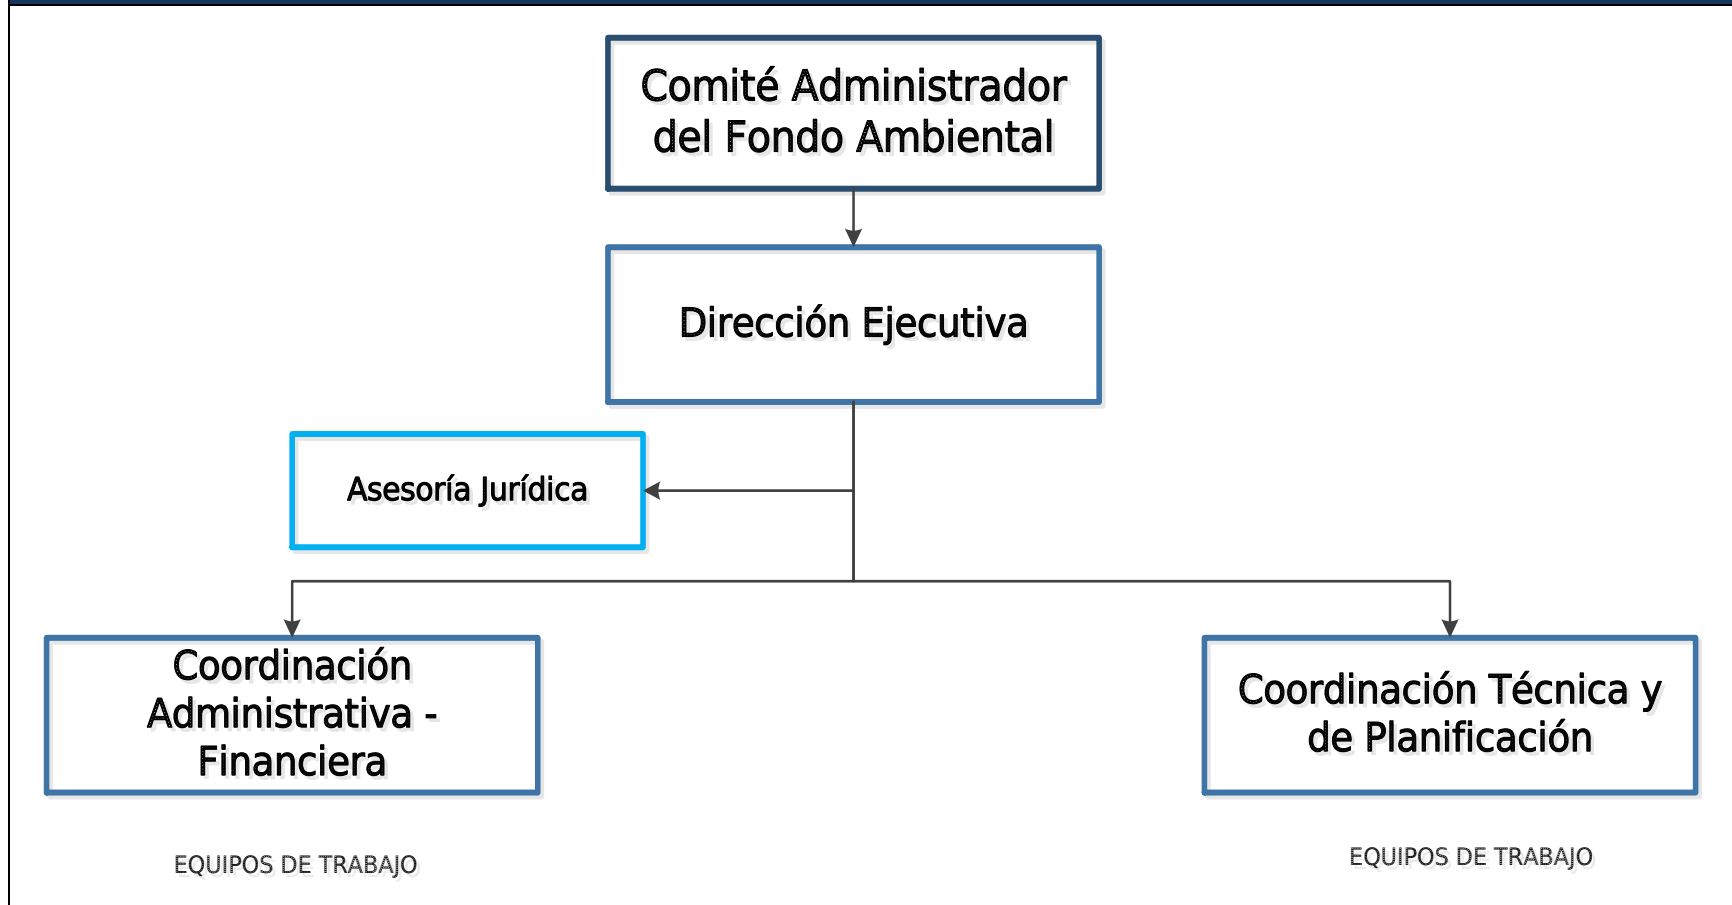 Comité Administrador
del Fondo Ambiental
Dirección Ejecutiva
Asesoría Jurídica
Coordinación
Administrativa -
Financiera
Coordinación Técnica y
de Planificación
EQUIPOS DE TRABAJO
EQUIPOS DE TRABAJO